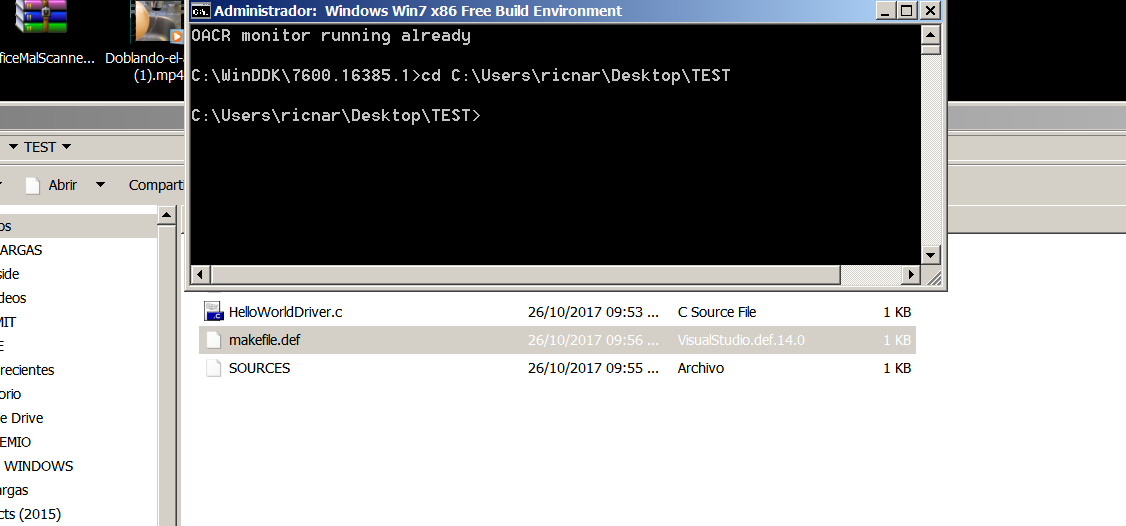 Administrador: Windows Win7 x86 Free Build Environment
OACR monitor running already
C:\WinDDK\7600.16385.1>cd C:\Users\ricnar\Desktop\TEST
C:\Users\ricnar\Desktop\TEST>
ficeMalScanne... Doblando-el-
(1).mp4
TEST
Abrir Comparti
os
ARGAS
side
deos
MIT
E
recientes
orio
e Drive
EMIO
WINDOWS
argas
cts (2015)
HelloWorldDriver.c 26/10/2017 09:53 ... C Source File 1 KB
makefile.def 26/10/2017 09:56 ... VisualStudio.def.14.0 1 KB
SOURCES 26/10/2017 09:55 ... Archivo 1 KB